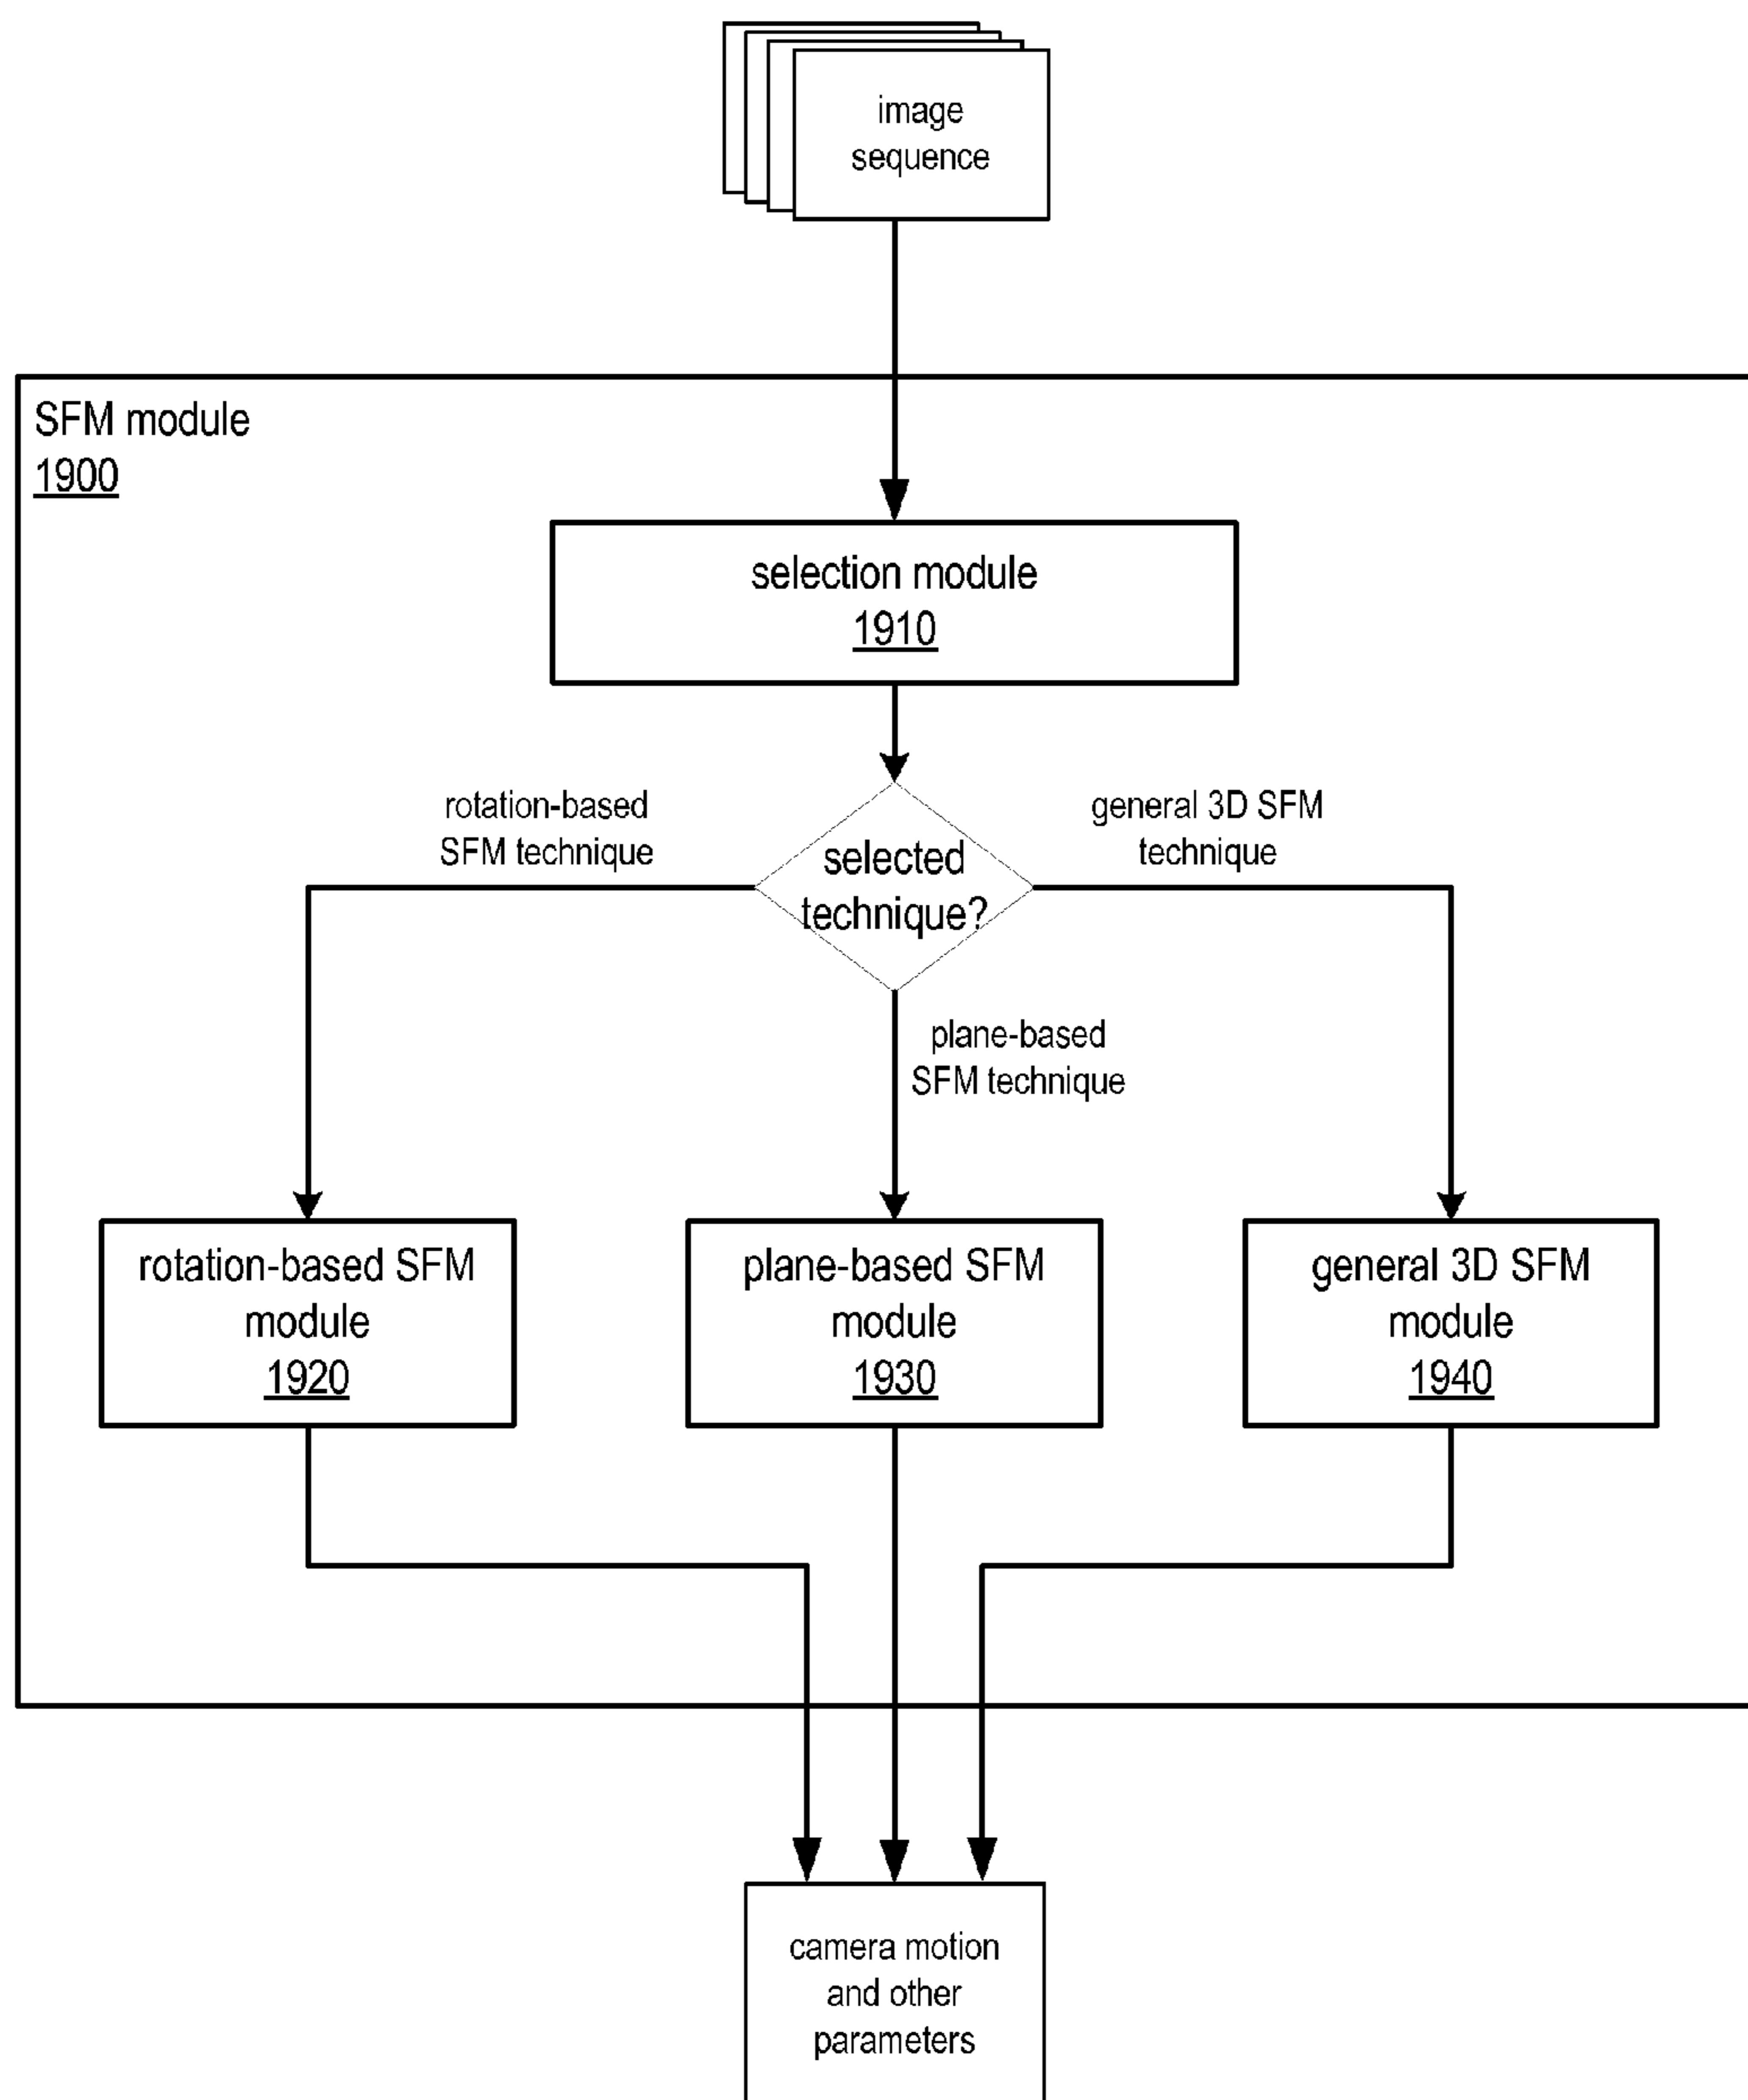 image
sequence
SFM module
1900
selection module
1910
rotation-based
SFM technique
general 3D SFM
technique
selected
technique?
plane-based
SFM technique
rotation-based SFM
module
1920
plane-based SFM
module
1930
general 3D SFM
module
1940
camera motion
and other
parameters